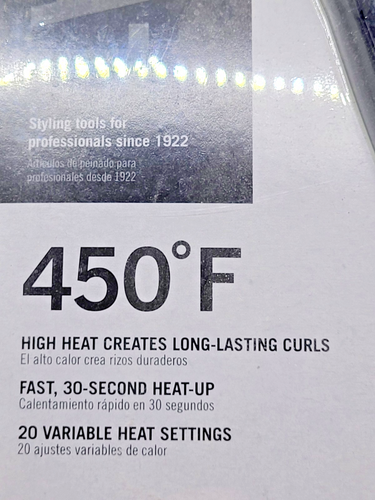 Styling tools for
professionals since 1922
Artículos de peinado para
profesionales desde 1922
450°F
HIGH HEAT CREATES LONG-LASTING CURLS
El alto calor crea rizos duraderos
FAST, 30-SECOND HEAT-UP
Calentamiento rápido en 30 segundos
20 VARIABLE HEAT SETTINGS
20 ajustes variables de calor